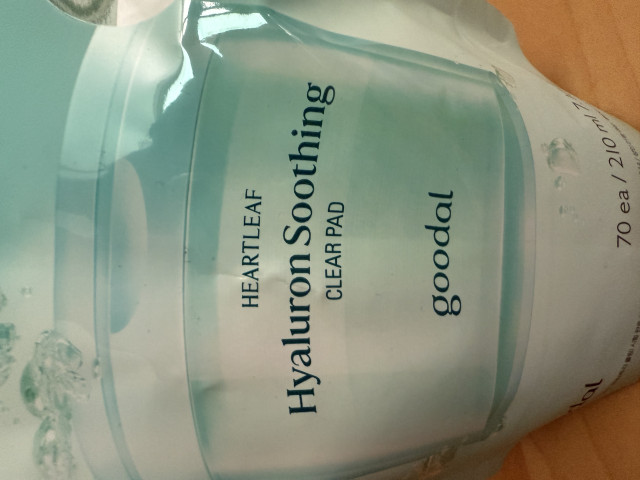 HEARTLEAF
Hyaluron Soothing
CLEAR PAD
goodal
70 ea / 210 ml